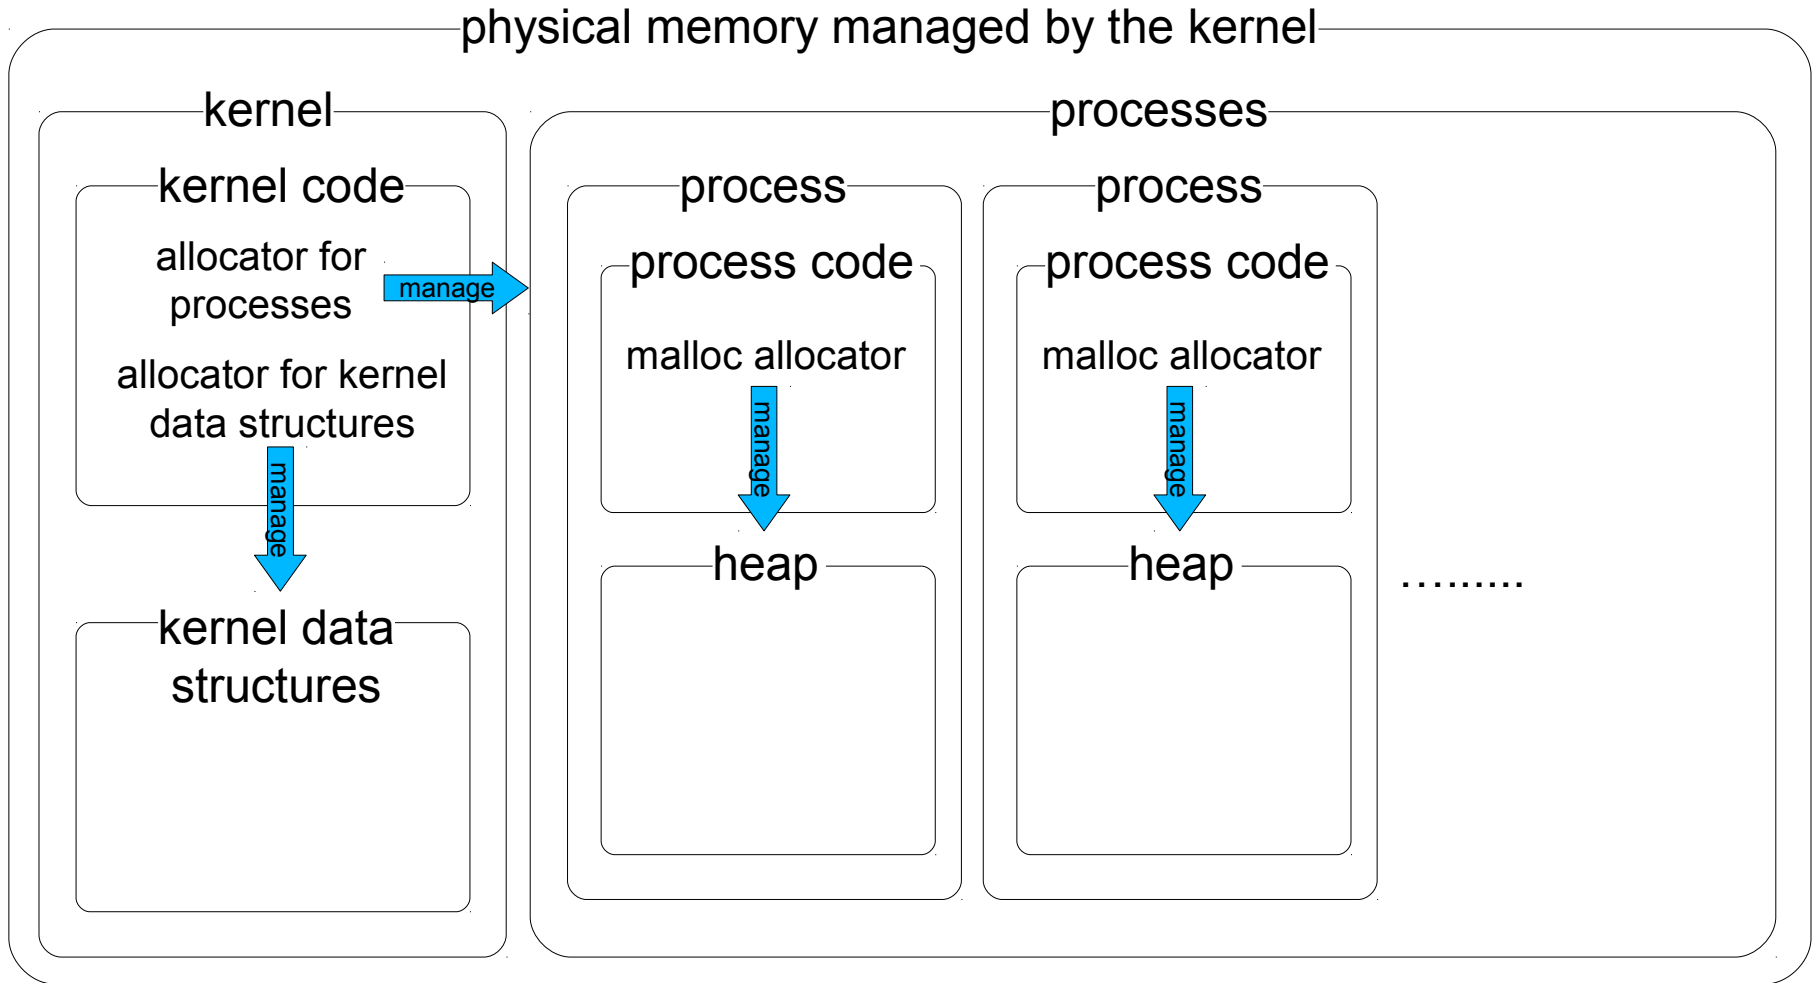 physical memory managed by the kernel
kernel
kernel code
allocator for
processes
manage
allocator for kernel
data structures
manage
kernel data
structures
processes
process
process code
malloc allocator
manage
heap
process
process code
malloc allocator
manage
heap
….......